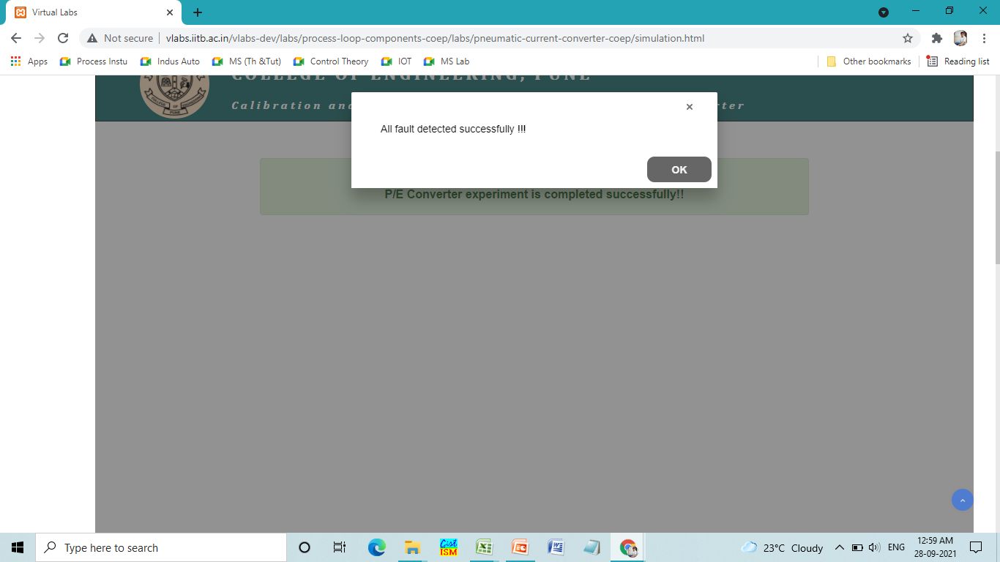 Virtual Labs
Not secure vlabs.iitb.ac.in/vlabs-dev/labs/process-loop-components-coep/labs/pneumatic-current-converter-coep/simulation.html
Apps Process Instu Indus Auto MS (Th &Tut) Control Theory IOT MS Lab Other bookmarks Reading list
COLLEGE OF ENGINEERING, PUNE
Calibration and
rter
All fault detected successfully !!!
OK
P/E Converter experiment is completed successfully!!
Type here to search
Cist
ISM
23°C Cloudy
ENG
12:59 AM
28-09-2021